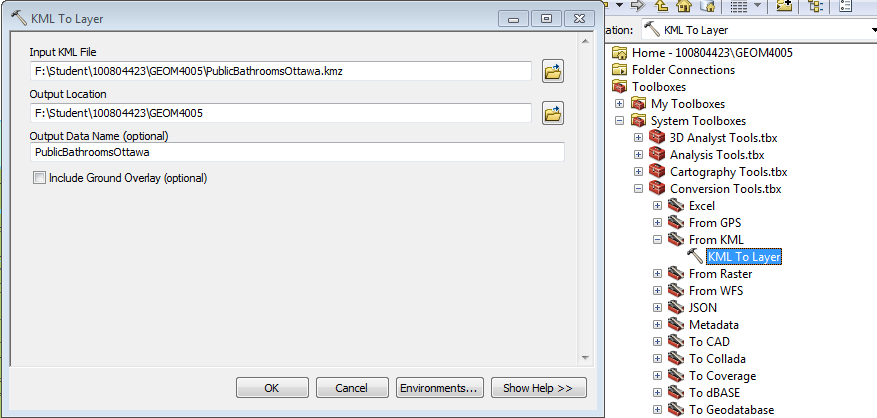 KML To Layer
Input KML File
F:\Student\100804423\GEOM4005\PublicBathroomsOttawa.kmz
Output Location
F:\Student\100804423\GEOM4005
Output Data Name (optional)
PublicBathroomsOttawa
Include Ground Overlay (optional)
OK
Cancel
Environments...
Show Help >>
ation:
KML To Layer
Home - 100804423\GEOM4005
Folder Connections
Toolboxes
My Toolboxes
System Toolboxes
3D Analyst Tools.tbx
Analysis Tools.tbx
Cartography Tools.tbx
Conversion Tools.tbx
Excel
From GPS
From KML
KML To Layer
From Raster
From WFS
JSON
Metadata
To CAD
To Collada
To Coverage
To dBASE
To Geodatabase